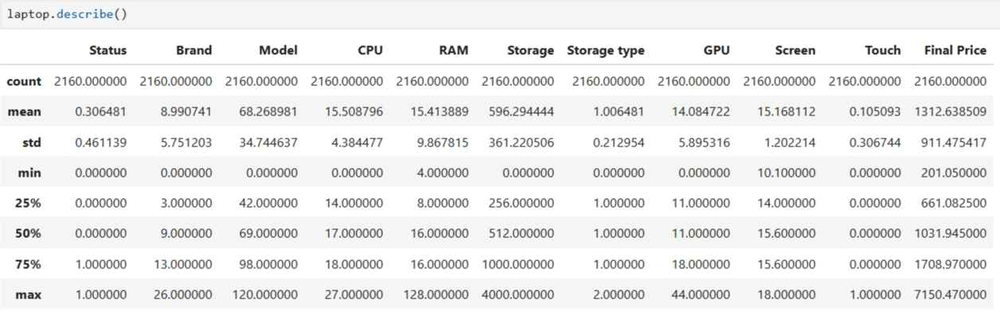 laptop.describe()
Status Brand Model CPU RAM Storage Storage type GPU Screen Touch Final Price
count 2160.000000 2160.000000 2160.000000 2160.000000 2160.000000 2160.000000 2160.000000 2160.000000 2160.000000 2160.000000 2160.000000
mean 0.306481 8.990741 68.268981 15.508796 15.413889 596.294444 1.006481 14.084722 15.168112 0.105093 1312.638509
std 0.461139 5.751203 34.744637 4.384477 9.867815 361.220506 0.212954 5.895316 1.202214 0.306744 911.475417
min 0.000000 0.000000 0.000000 0.000000 4.000000 0.000000 0.000000 0.000000 10.100000 0.000000 201.050000
25% 0.000000 3.000000 42.000000 14.000000 8.000000 256.000000 1.000000 11.000000 14.000000 0.000000 661.082500
50% 0.000000 9.000000 69.000000 17.000000 16.000000 512.000000 1.000000 11.000000 15.600000 0.000000 1031.945000
75% 1.000000 13.000000 98.000000 18.000000 16.000000 1000.000000 1.000000 18.000000 15.600000 0.000000 1708.970000
max 1.000000 26.000000 120.000000 27.000000 128.000000 4000.000000 2.000000 44.000000 18.000000 1.000000 7150.470000